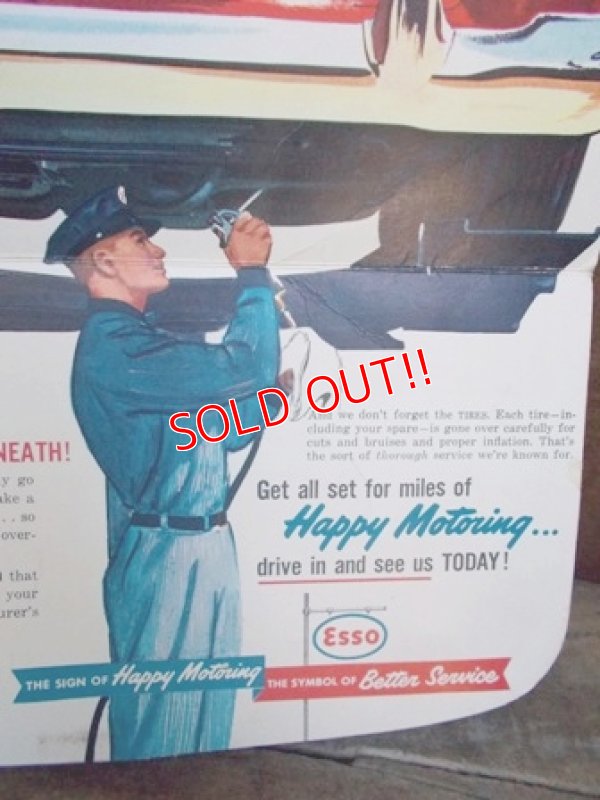 SOLD OUT!!
And we don't forget the TIRES. Each tire—in-
cluding your spare—is gone over carefully for
cuts and bruises and proper inflation. That's
the sort of thorough service we're known for.
NEATH!
y go
ake a
. . so
over-
that
your
urer's
Get all set for miles of
Happy Motoring...
drive in and see us TODAY!
Esso
THE SIGN OF Happy Motoring THE SYMBOL OF Better Service